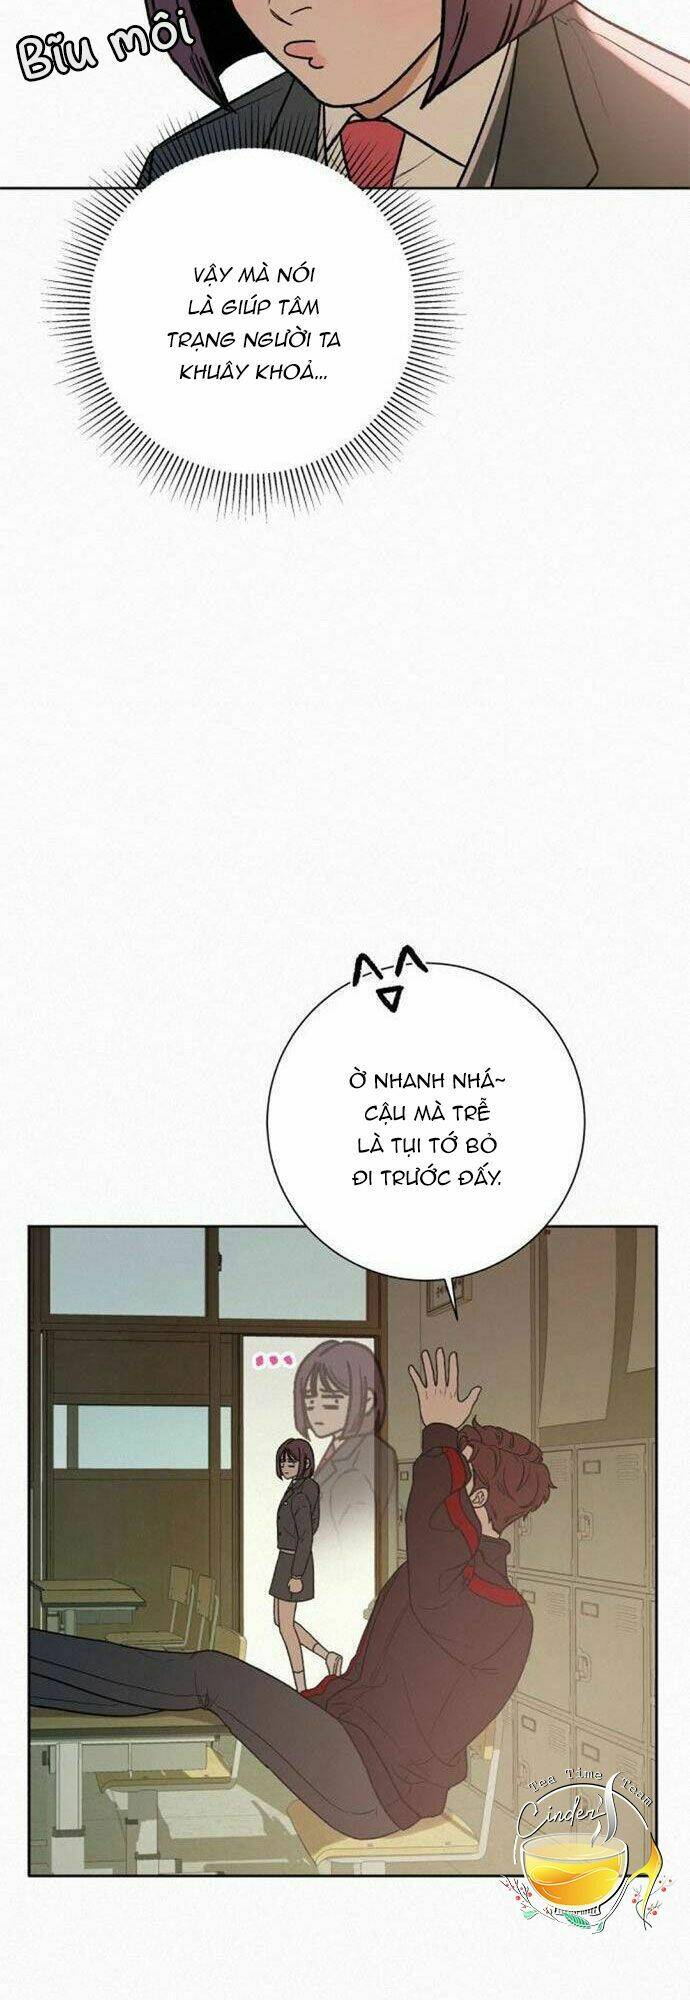 Bĩu môi
VẬY MÀ NÓI
LÀ GIÚP TÂM
TRẠNG NGƯỜI TA
KHUÂY KHOẢ...
Ờ NHANH NHÁ~
CẬU MÀ TRỄ
LÀ TỤI TỚ BỎ
ĐI TRƯỚC ĐẤY.
...
Tea Time Team
Cinder